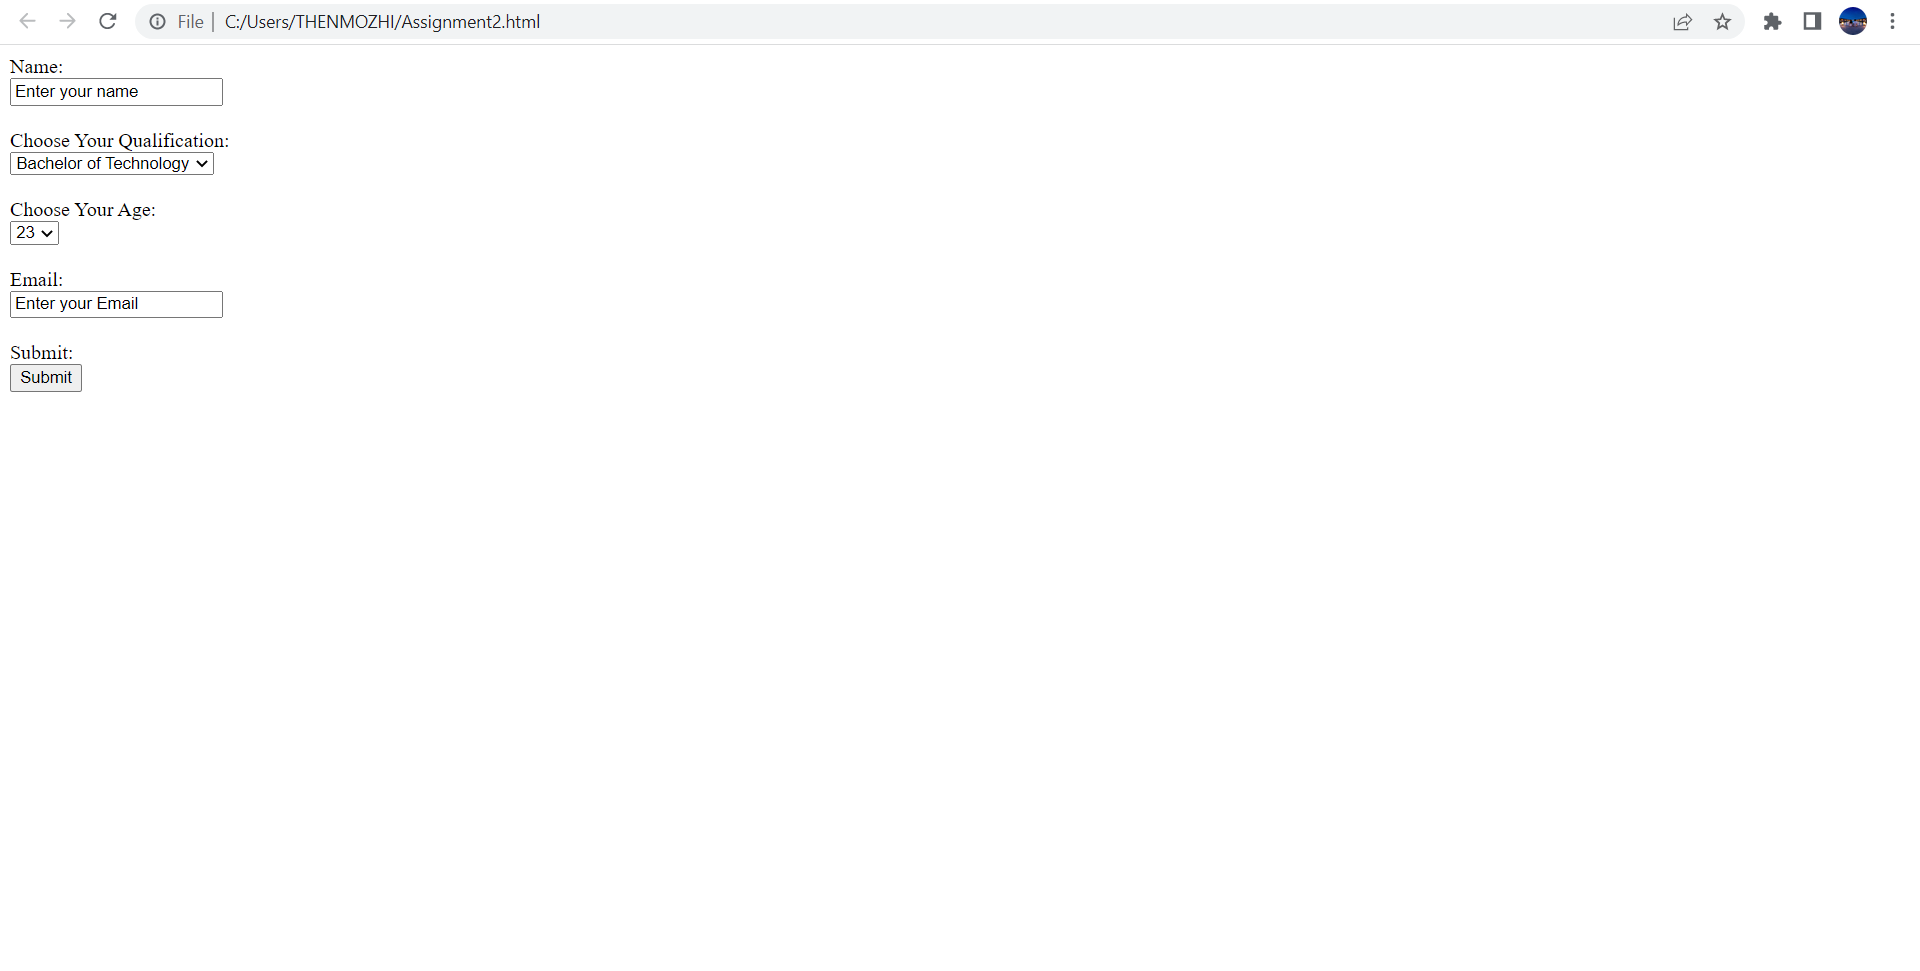 File | C:/Users/THENMOZHI/Assignment2.html
Name:
Enter your name
Choose Your Qualification:
Bachelor of Technology
Choose Your Age:
23
Email:
Enter your Email
Submit:
Submit